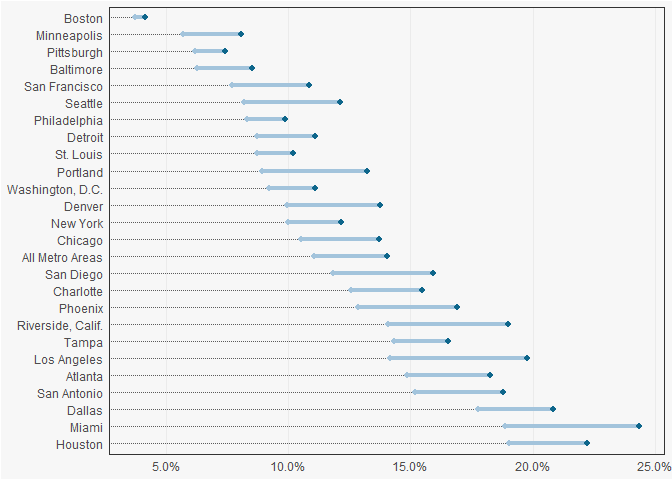 Boston
Minneapolis
Pittsburgh
Baltimore
San Francisco
Seattle
Philadelphia
Detroit
St. Louis
Portland
Washington, D.C.
Denver
New York
Chicago
All Metro Areas
San Diego
Charlotte
Phoenix
Riverside, Calif.
Tampa
Los Angeles
Atlanta
San Antonio
Dallas
Miami
Houston
5.0% 10.0% 15.0% 20.0% 25.0%